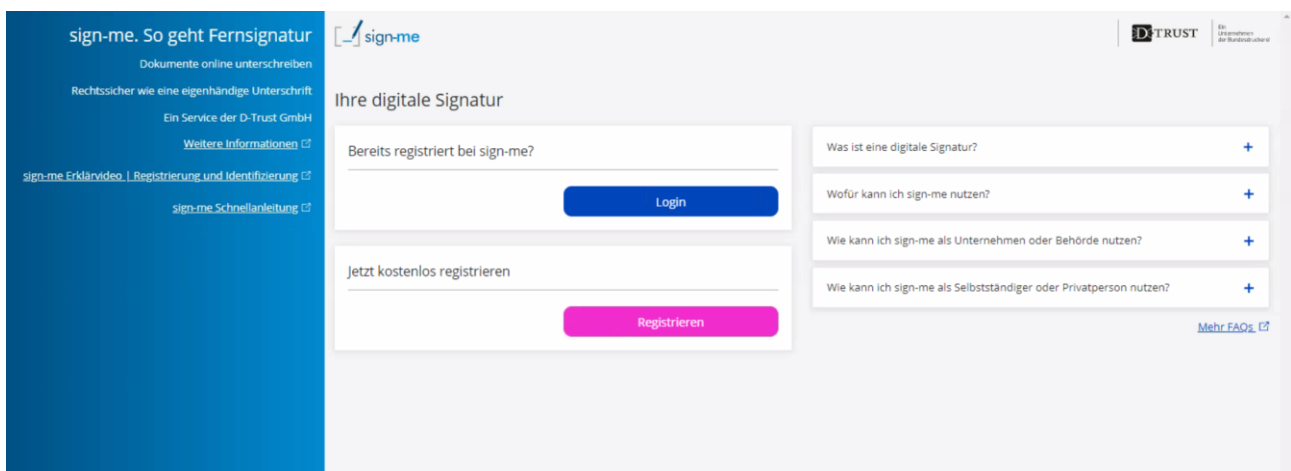 sign-me. So geht Fernsignatur
Dokumente online unterschreiben
Rechtssicher wie eine eigenhändige Unterschrift
Ein Service der D-Trust GmbH
Weitere Informationen
sign-me Erklärvideo | Registrierung und Identifizierung
sign-me Schnellanleitung
sign-me
D-TRUST
Ein
Unternehmen
der Bundesdruckerei
Ihre digitale Signatur
Bereits registriert bei sign-me?
Login
Jetzt kostenlos registrieren
Registrieren
Was ist eine digitale Signatur?
Wofür kann ich sign-me nutzen?
Wie kann ich sign-me als Unternehmen oder Behörde nutzen?
Wie kann ich sign-me als Selbstständiger oder Privatperson nutzen?
Mehr FAQs